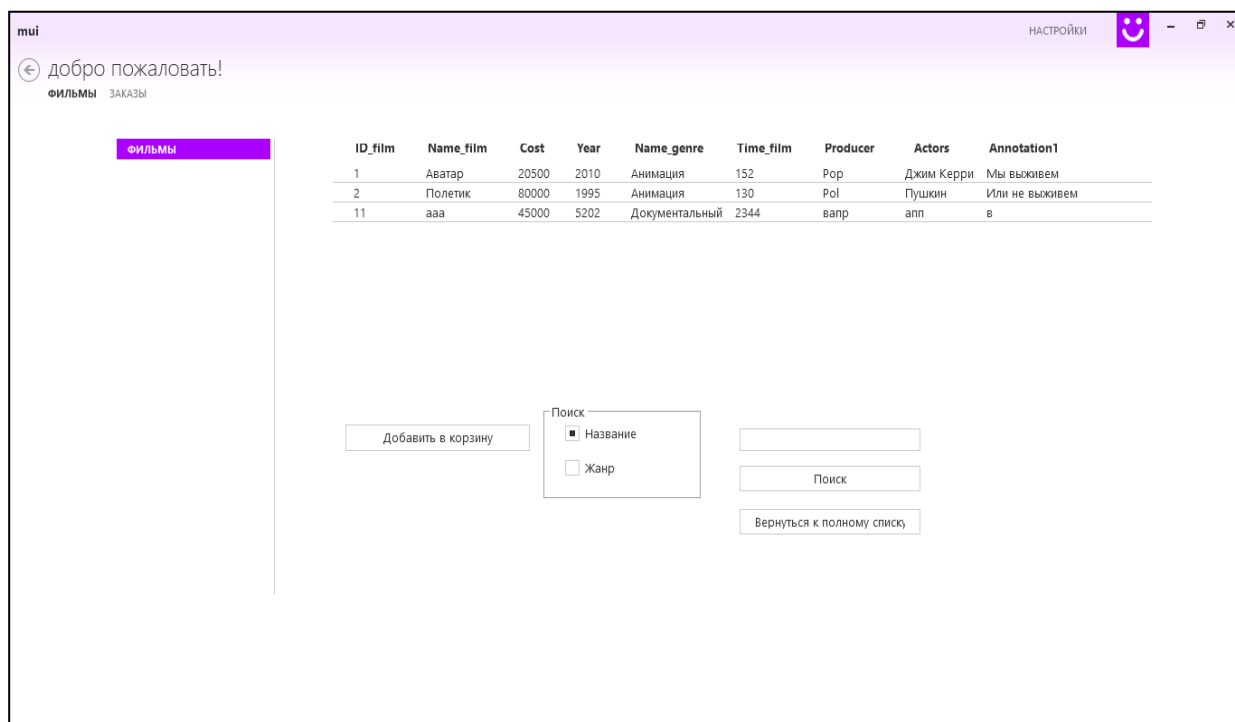 mui НАСТРОЙКИ
добро пожаловать!
ФИЛЬМЫ ЗАКАЗЫ
ФИЛЬМЫ
ID_film Name_film Cost Year Name_genre Time_film Producer Actors Annotation1
1 Аватар 20500 2010 Анимация 152 Pop Джим Керри Мы выживем
2 Полетик 80000 1995 Анимация 130 Pol Пушкин Или не выживем
11 ааа 45000 5202 Документальный 2344 вапр апп в
Поиск
Добавить в корзину
Название
Жанр
Поиск
Вернуться к полному списку